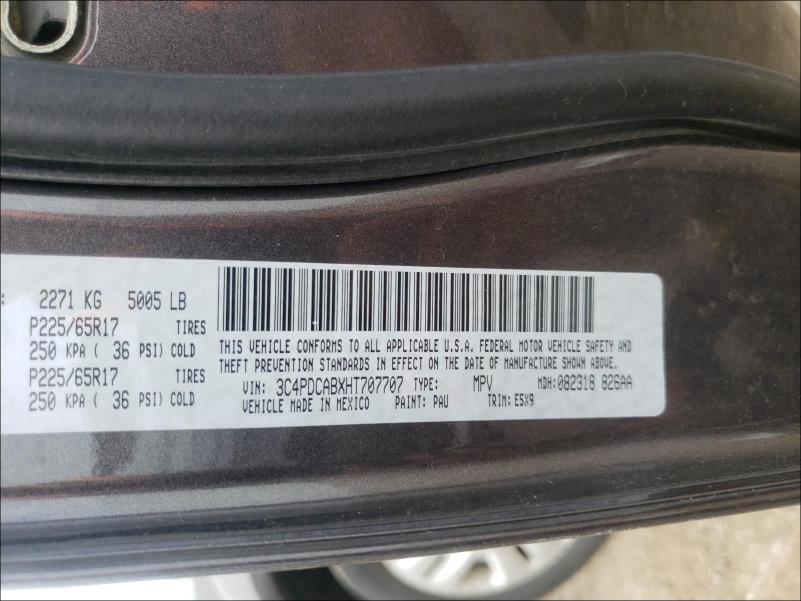 : 2271 KG 5005 LB
P225/65R17 TIRES
250 KPA ( 36 PSI) COLD
P225/65R17 TIRES
250 KPA ( 36 PSI) COLD
THIS VEHICLE CONFORMS TO ALL APPLICABLE U.S.A. FEDERAL MOTOR VEHICLE SAFETY AND
THEFT PREVENTION STANDARDS IN EFFECT ON THE DATE OF MANUFACTURE SHOWN ABOVE.
VIN: 3C4PDCABXHT707707 TYPE: MPV MDH:082318 826AA
VEHICLE MADE IN MEXICO PAINT: PAU TRIM: E5X9